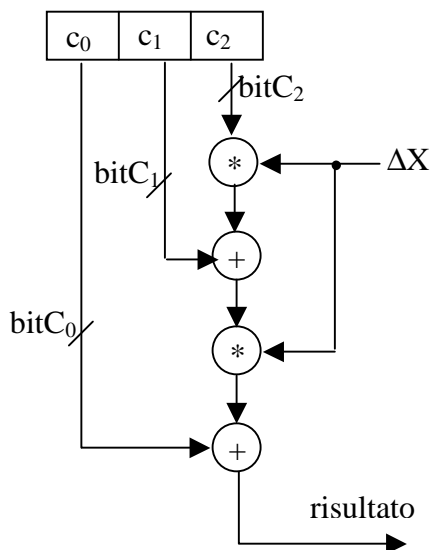 c₀ c₁ c₂
bitC₂
*
ΔX
bitC₁
+
bitC₀
*
+
risultato